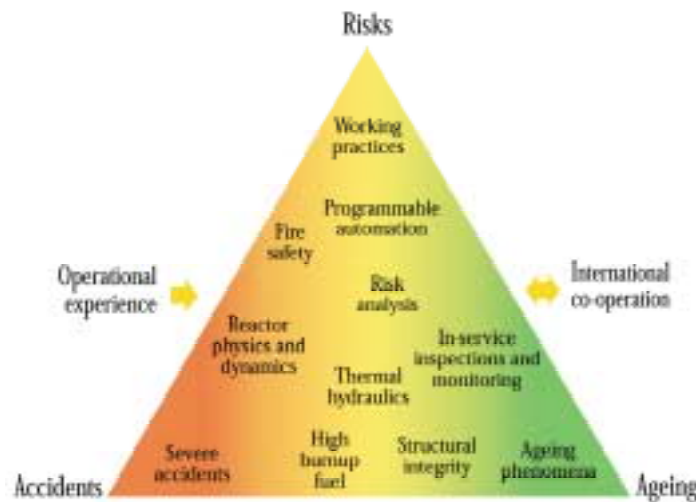 Risks
Working
practices
Programmable
automation
Fire
safety
Operational
experience
Risk
analysis
International
co-operation
Reactor
physics and
dynamics
In-service
inspections and
monitoring
Thermal
hydraulics
Severe
accidents
High
burnup
fuel
Structural
integrity
Ageing
phenomena
Accidents
Ageing